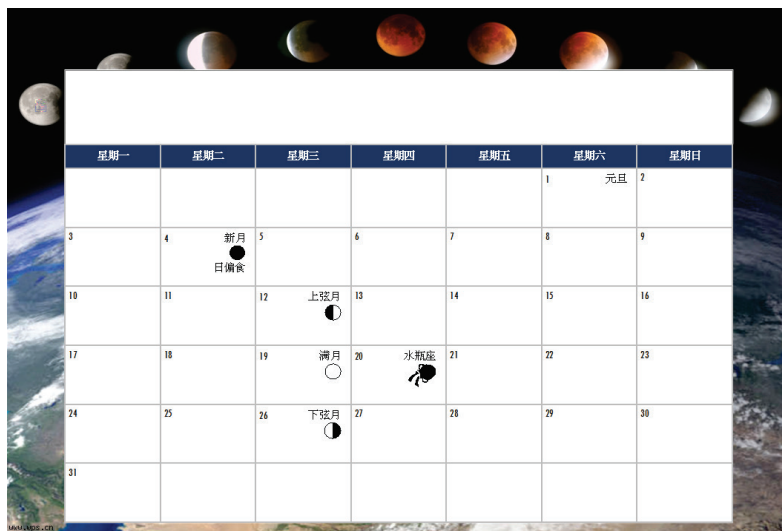 星期一 星期二 星期三 星期四 星期五 星期六 星期日
1 元旦 2
3 4 新月 5 6 7 8 9
日偏食
10 11 12 上弦月 13 14 15 16
17 18 19 满月 20 水瓶座 21 22 23
24 25 26 下弦月 27 28 29 30
31
www.wps.cn